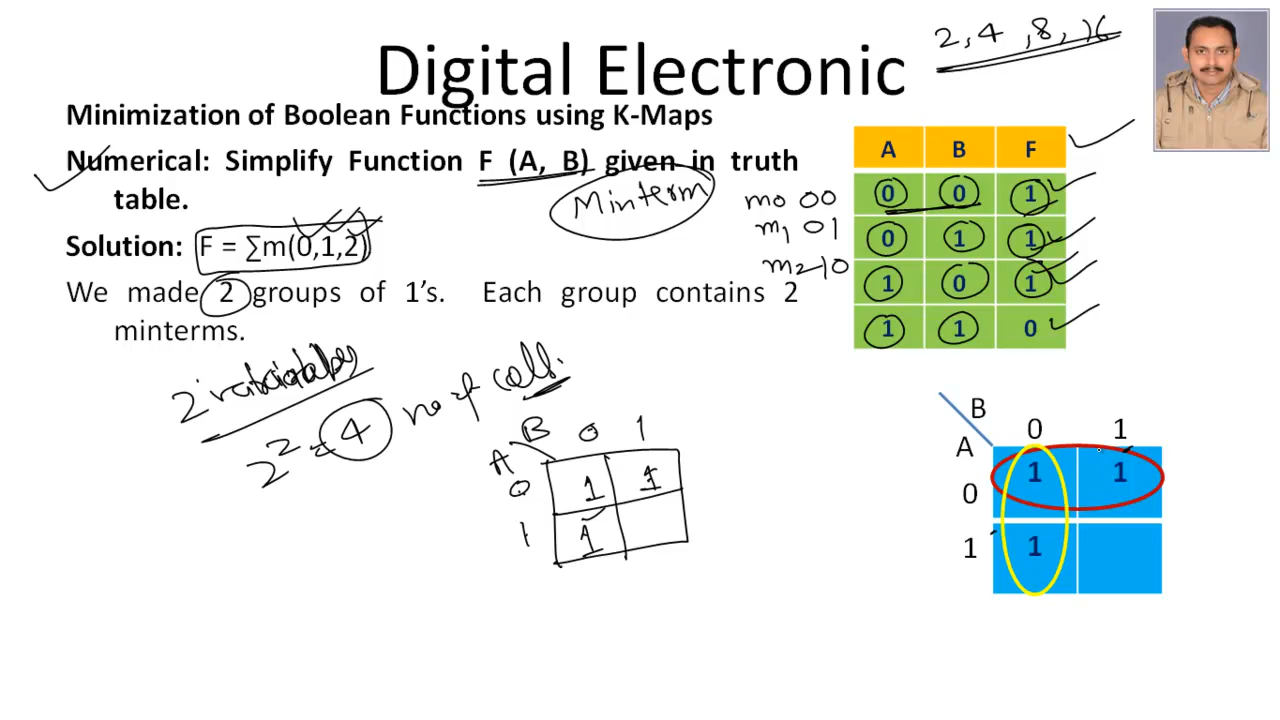 2, 4, 8, 16
Digital Electronic
Minimization of Boolean Functions using K-Maps
Numerical: Simplify Function F (A, B) given in truth
table.
Minterm
Solution: F = ∑m(0,1,2)
We made 2 groups of 1’s. Each group contains 2
minterms.
A B F
m0 00 0 0 1
m1 01 0 1 1
m2 10 1 0 1
1 1 0
2
2² = 4 no of cells.
B
A 0 1
0 1 1
1 1
B
A 0 1
0 1 1
1 1